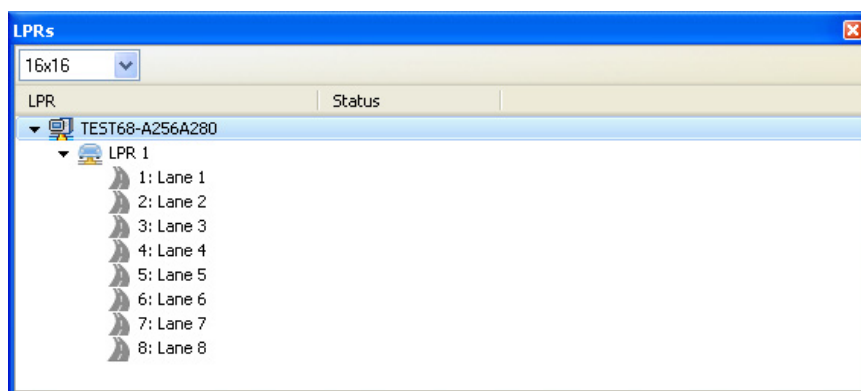 LPRs
16x16
LPR Status
TEST68-A256A280
LPR 1
1: Lane 1
2: Lane 2
3: Lane 3
4: Lane 4
5: Lane 5
6: Lane 6
7: Lane 7
8: Lane 8